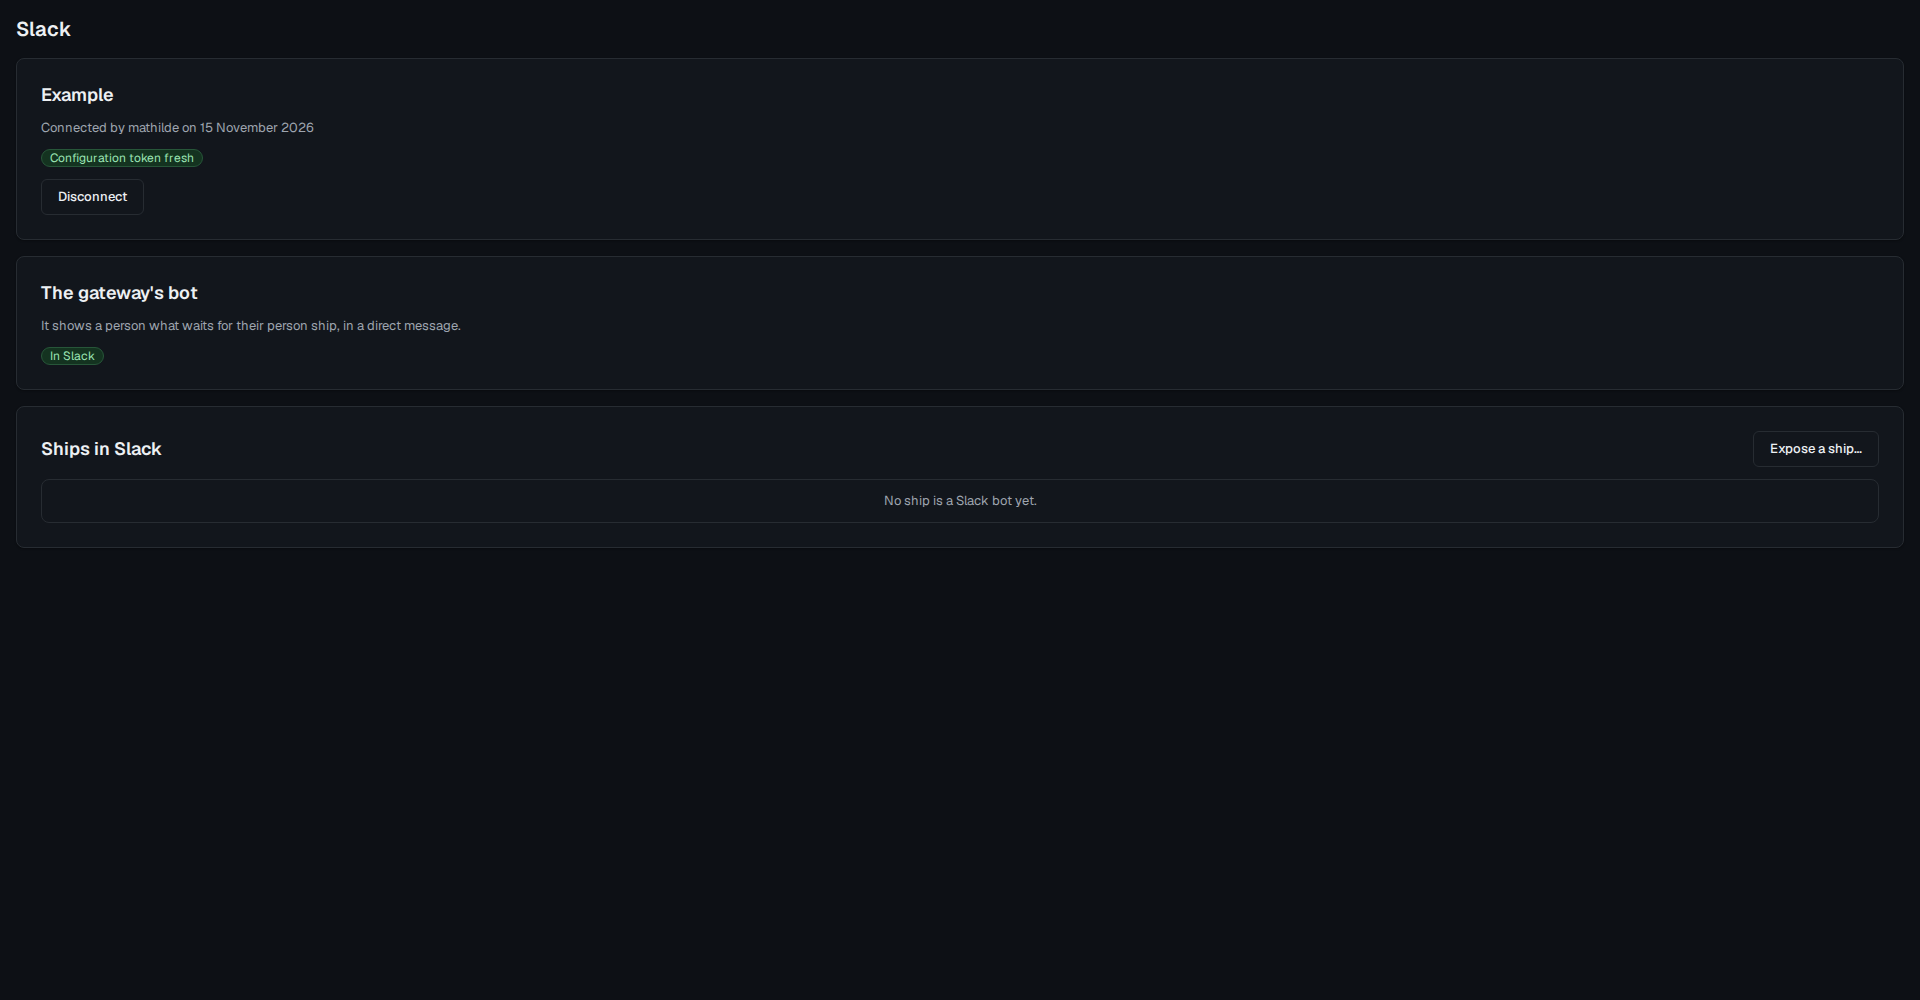 Slack
Example
Connected by mathilde on 15 November 2026
Configuration token fresh
Disconnect
The gateway's bot
It shows a person what waits for their person ship, in a direct message.
In Slack
Ships in Slack
Expose a ship…
No ship is a Slack bot yet.